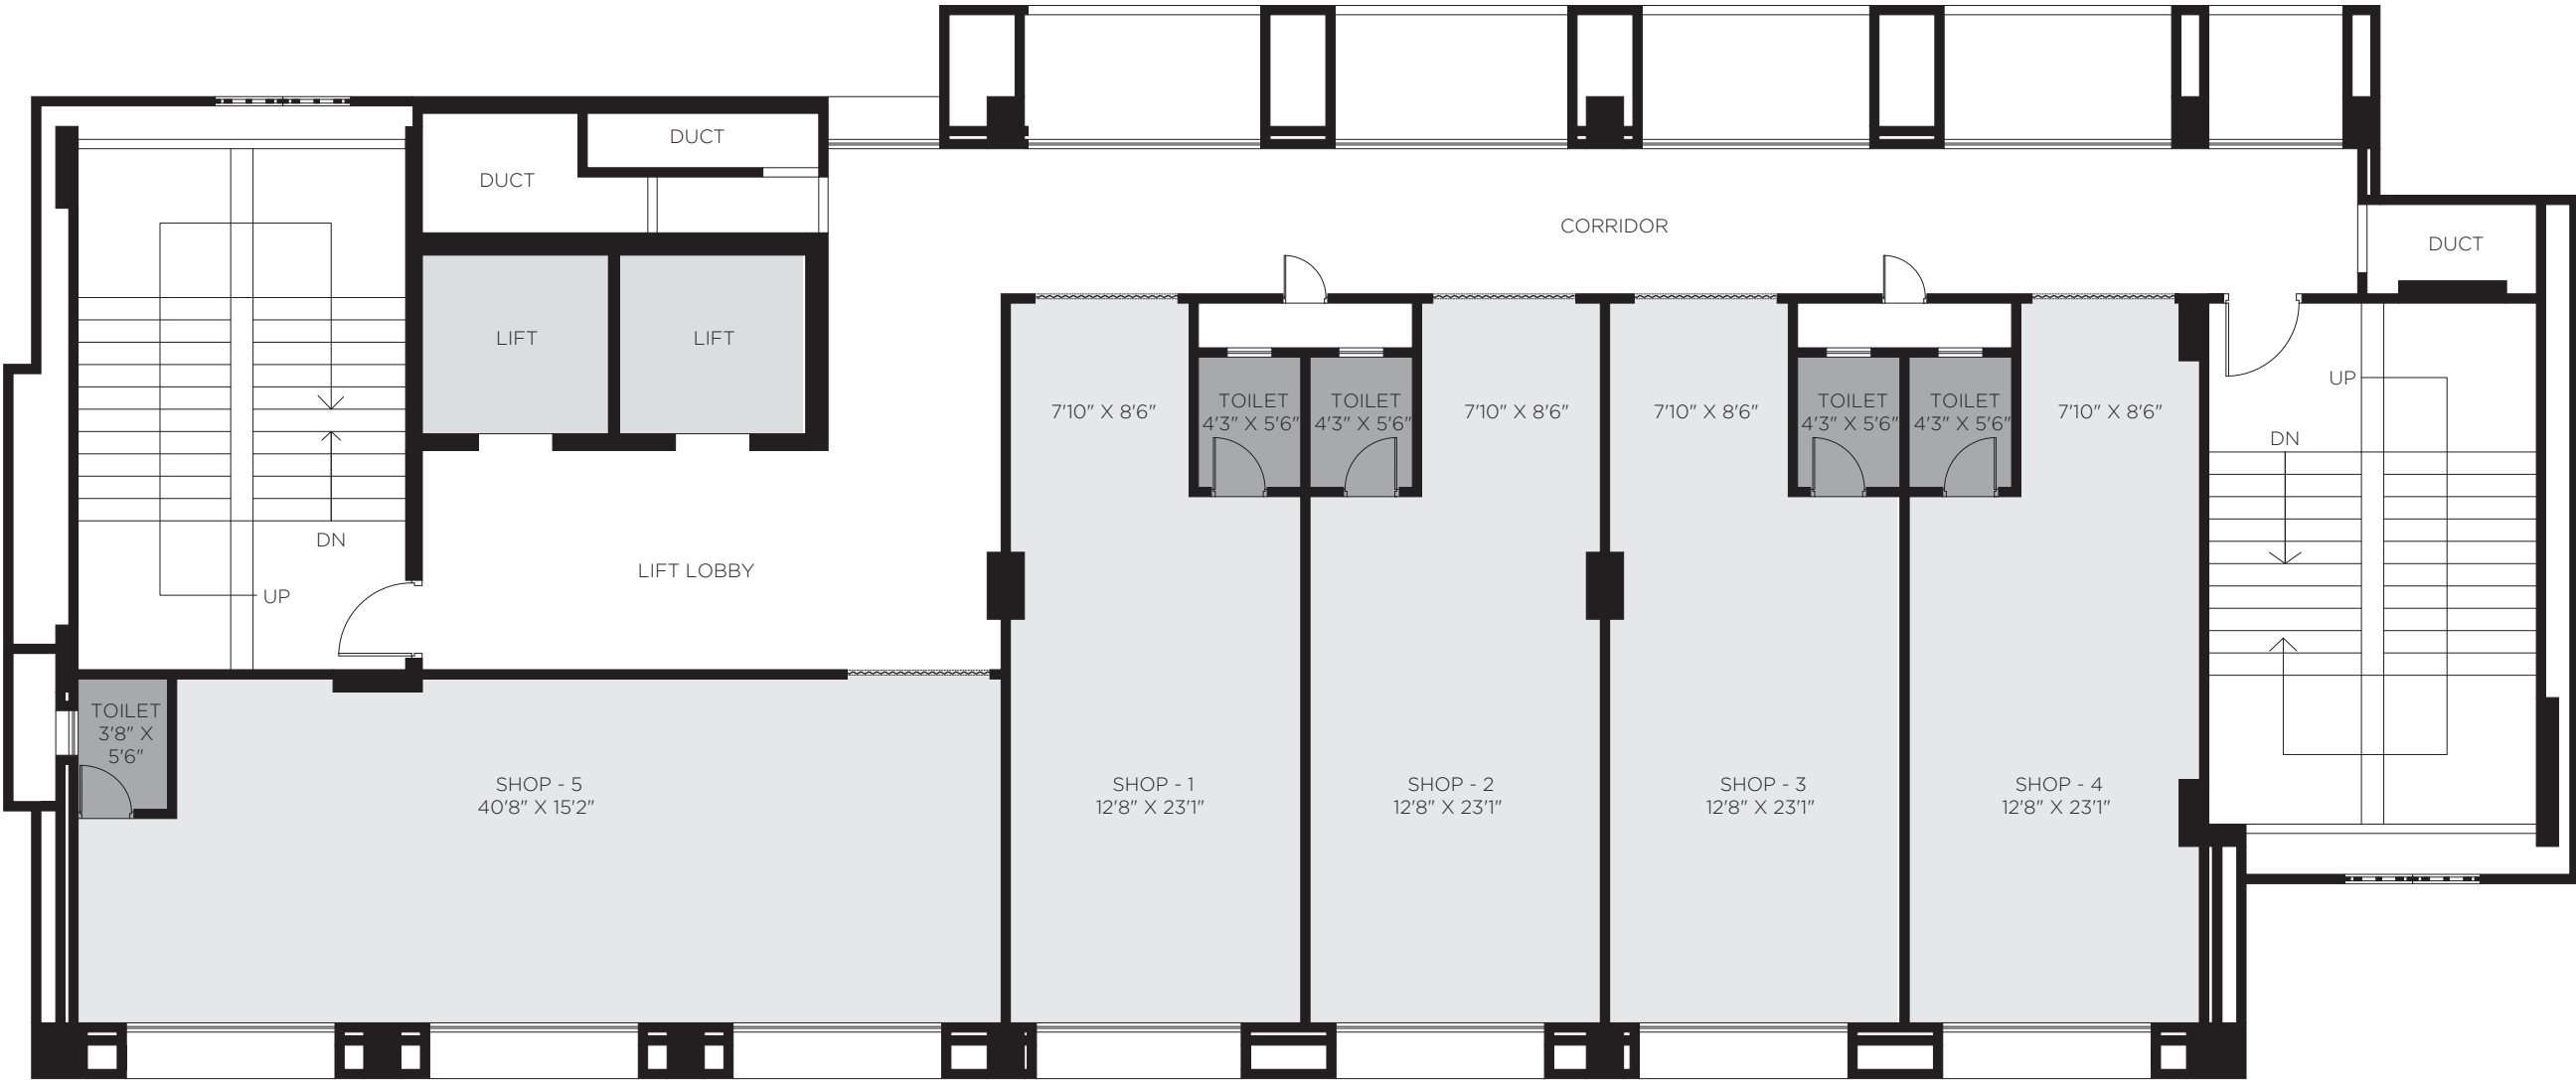 DUCT
DUCT
CORRIDOR
DUCT
LIFT
LIFT
UP
7'10" X 8'6"
TOILET
4'3" X 5'6"
TOILET
4'3" X 5'6"
7'10" X 8'6"
7'10" X 8'6"
TOILET
4'3" X 5'6"
TOILET
4'3" X 5'6"
7'10" X 8'6"
DN
DN
LIFT LOBBY
UP
TOILET
3'8" X
5'6"
SHOP - 5
40'8" X 15'2"
SHOP - 1
12'8" X 23'1"
SHOP - 2
12'8" X 23'1"
SHOP - 3
12'8" X 23'1"
SHOP - 4
12'8" X 23'1"